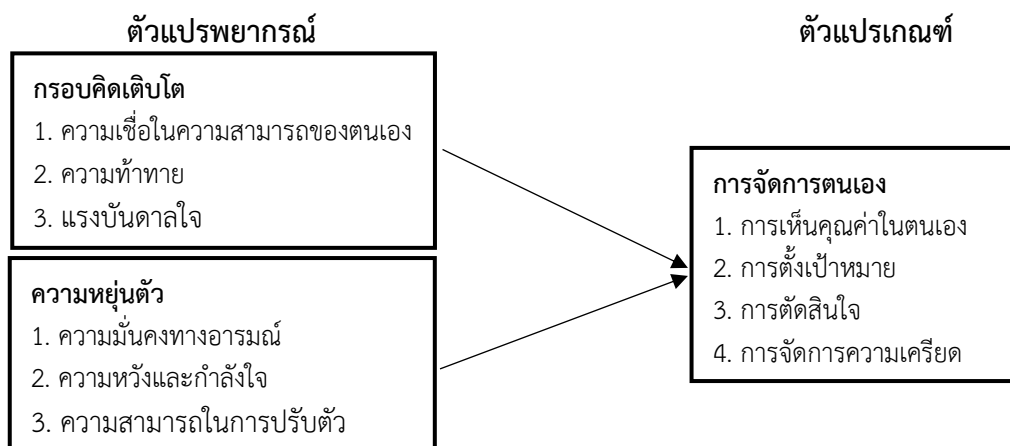 ตัวแปรพยากรณ์
ตัวแปรเกณฑ์
กรอบคิดเติบโต
1. ความเชื่อในความสามารถของตนเอง
2. ความท้าทาย
3. แรงบันดาลใจ
ความหยุ่นตัว
1. ความมั่นคงทางอารมณ์
2. ความหวังและกำลังใจ
3. ความสามารถในการปรับตัว
การจัดการตนเอง
1. การเห็นคุณค่าในตนเอง
2. การตั้งเป้าหมาย
3. การตัดสินใจ
4. การจัดการความเครียด